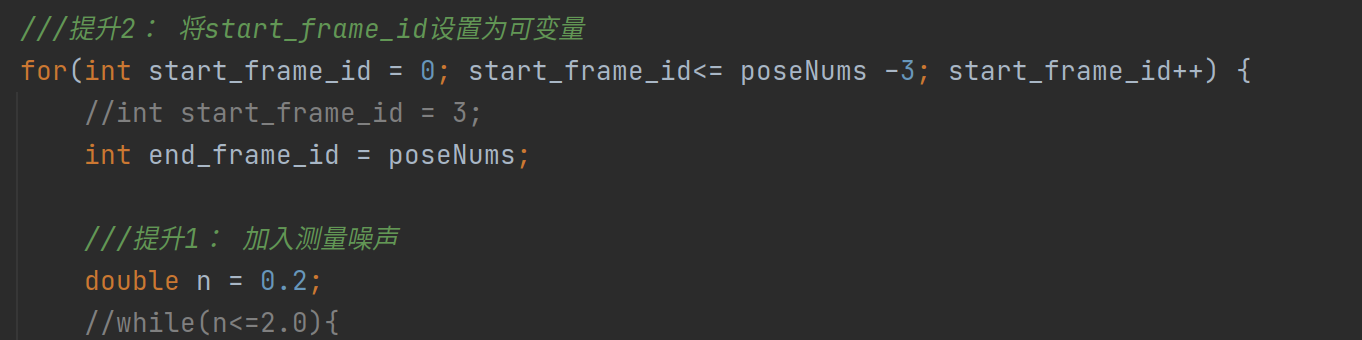 ///提升2： 将start_frame_id设置为可变量
for(int start_frame_id = 0; start_frame_id<= poseNums -3; start_frame_id++) {
//int start_frame_id = 3;
int end_frame_id = poseNums;
///提升1： 加入测量噪声
double n = 0.2;
//while(n<=2.0){